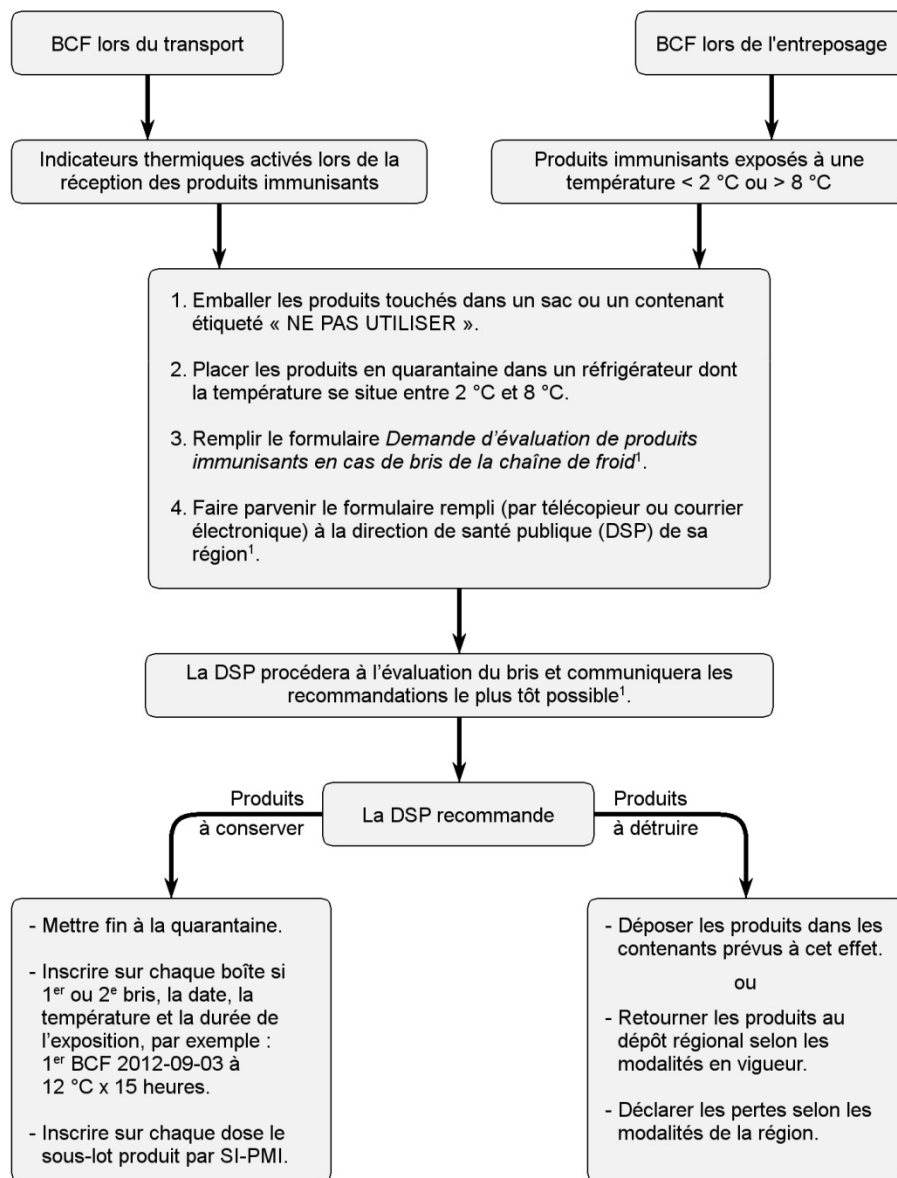 BCF lors du transport
BCF lors de l'entreposage
Indicateurs thermiques activés lors de la
réception des produits immunisants
Produits immunisants exposés à une
température < 2 °C ou > 8 °C
1. Emballer les produits touchés dans un sac ou un contenant
étiqueté « NE PAS UTILISER ».
2. Placer les produits en quarantaine dans un réfrigérateur dont
la température se situe entre 2 °C et 8 °C.
3. Remplir le formulaire Demande d'évaluation de produits
immunisants en cas de bris de la chaîne de froid¹.
4. Faire parvenir le formulaire rempli (par télécopieur ou courrier
électronique) à la direction de santé publique (DSP) de sa
région¹.
La DSP procédera à l'évaluation du bris et communiquera les
recommandations le plus tôt possible¹.
La DSP recommande
Produits
à conserver
Produits
à détruire
- Mettre fin à la quarantaine.
- Inscrire sur chaque boîte si
1er ou 2e bris, la date, la
température et la durée de
l'exposition, par exemple :
1er BCF 2012-09-03 à
12 °C x 15 heures.
- Inscrire sur chaque dose le
sous-lot produit par SI-PMI.
- Déposer les produits dans les
contenants prévus à cet effet.
ou
- Retourner les produits au
dépôt régional selon les
modalités en vigueur.
- Déclarer les pertes selon les
modalités de la région.